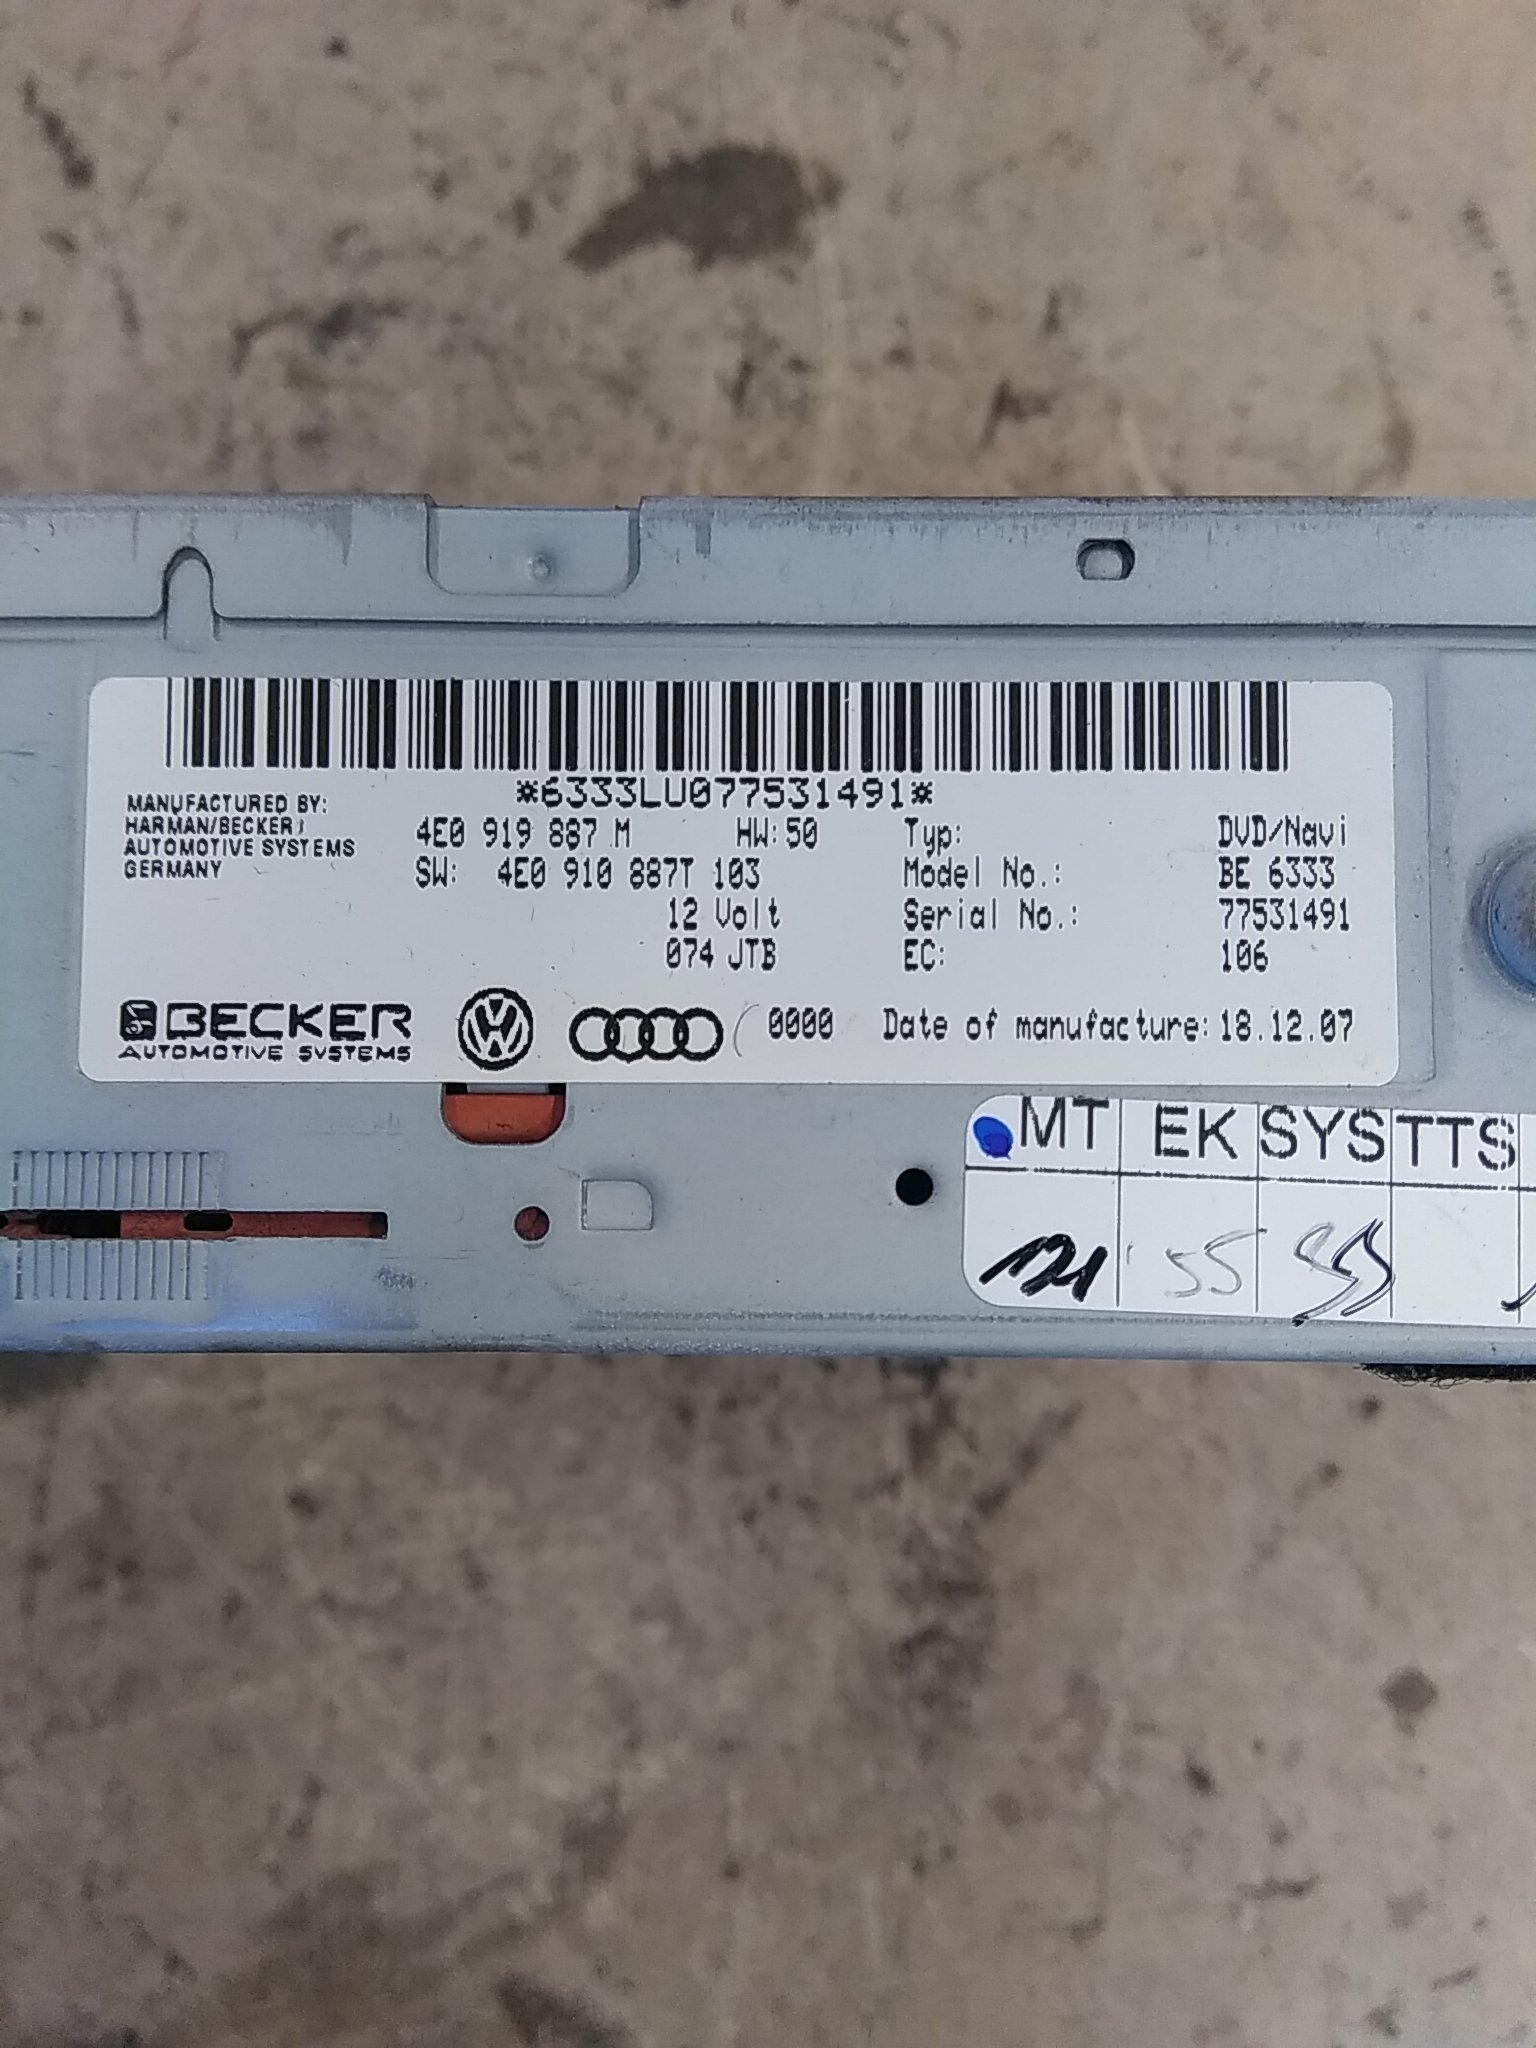 *6333LU077531491*
MANUFACTURED BY:
HARMAN/BECKER
AUTOMOTIVE SYSTEMS
GERMANY
4E0 919 887 M HW: 50 Typ: DVD/Navi
SW: 4E0 910 887T 103 Model No.: BE 6333
12 Volt Serial No.: 77531491
074 JTB EC: 106
BECKER
AUTOMOTIVE SYSTEMS
0000 Date of manufacture: 18.12.07
MT EK SYS TTS
55